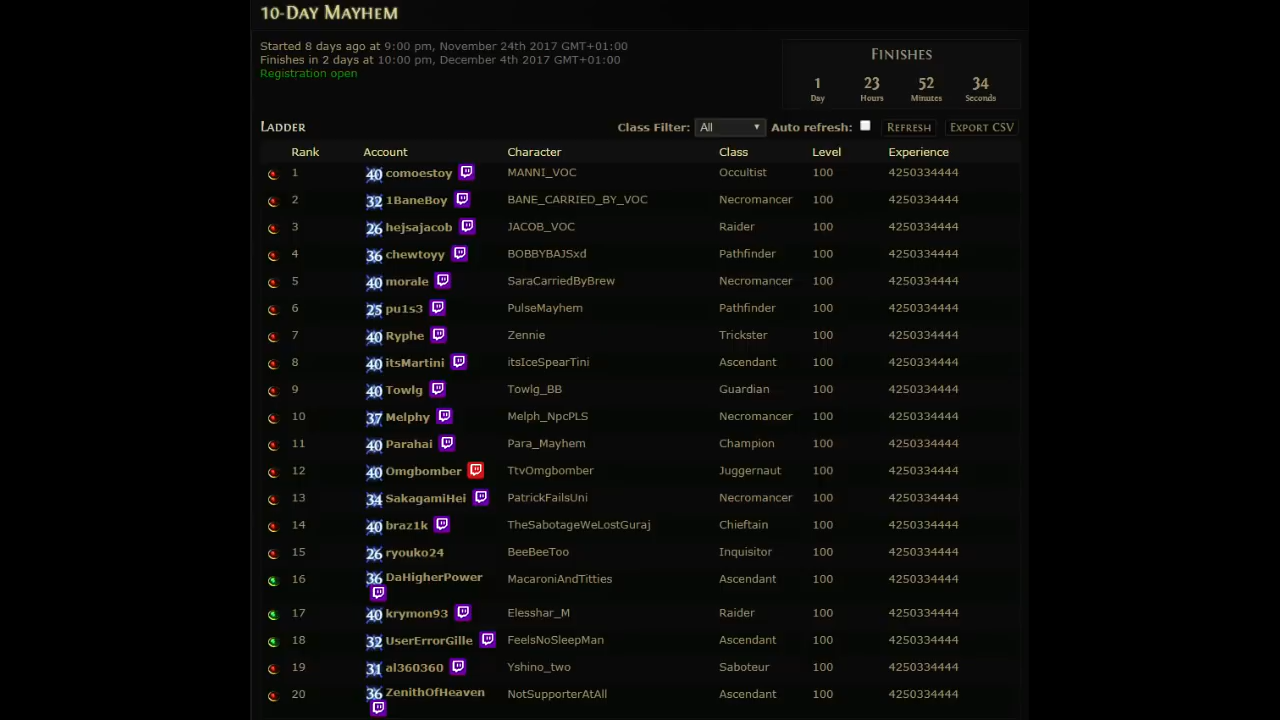 10-Day Mayhem
Started 8 days ago at 9:00 pm, November 24th 2017 GMT+01:00
Finishes in 2 days at 10:00 pm, December 4th 2017 GMT+01:00
Registration open
Finishes
1 23 52 34
Day Hours Minutes Seconds
Ladder Class Filter: All Auto refresh: Refresh Export CSV
Rank Account Character Class Level Experience
1 40 comoestoy MANNI_VOC Occultist 100 4250334444
2 32 1BaneBoy BANE_CARRIED_BY_VOC Necromancer 100 4250334444
3 26 hejsajacob JACOB_VOC Raider 100 4250334444
4 36 chewtoyy BOBBYBAJSxd Pathfinder 100 4250334444
5 40 morale SaraCarriedByBrew Necromancer 100 4250334444
6 25 pu1s3 PulseMayhem Pathfinder 100 4250334444
7 40 Ryphe Zennie Trickster 100 4250334444
8 40 itsMartini itsIceSpearTini Ascendant 100 4250334444
9 40 Towlg Towlg_BB Guardian 100 4250334444
10 37 Melphy Melph_NpcPLS Necromancer 100 4250334444
11 40 Parahai Para_Mayhem Champion 100 4250334444
12 40 Omgbomber TtvOmgbomber Juggernaut 100 4250334444
13 34 SakagamiHei PatrickFailsUni Necromancer 100 4250334444
14 40 braz1k TheSabotageWeLostGuraj Chieftain 100 4250334444
15 26 ryouko24 BeeBeeToo Inquisitor 100 4250334444
16 36 DaHigherPower MacaroniAndTitties Ascendant 100 4250334444
17 40 krymon93 Elesshar_M Raider 100 4250334444
18 32 UserErrorGille FeelsNoSleepMan Ascendant 100 4250334444
19 31 al360360 Yshino_two Saboteur 100 4250334444
20 36 ZenithOfHeaven NotSupporterAtAll Ascendant 100 4250334444